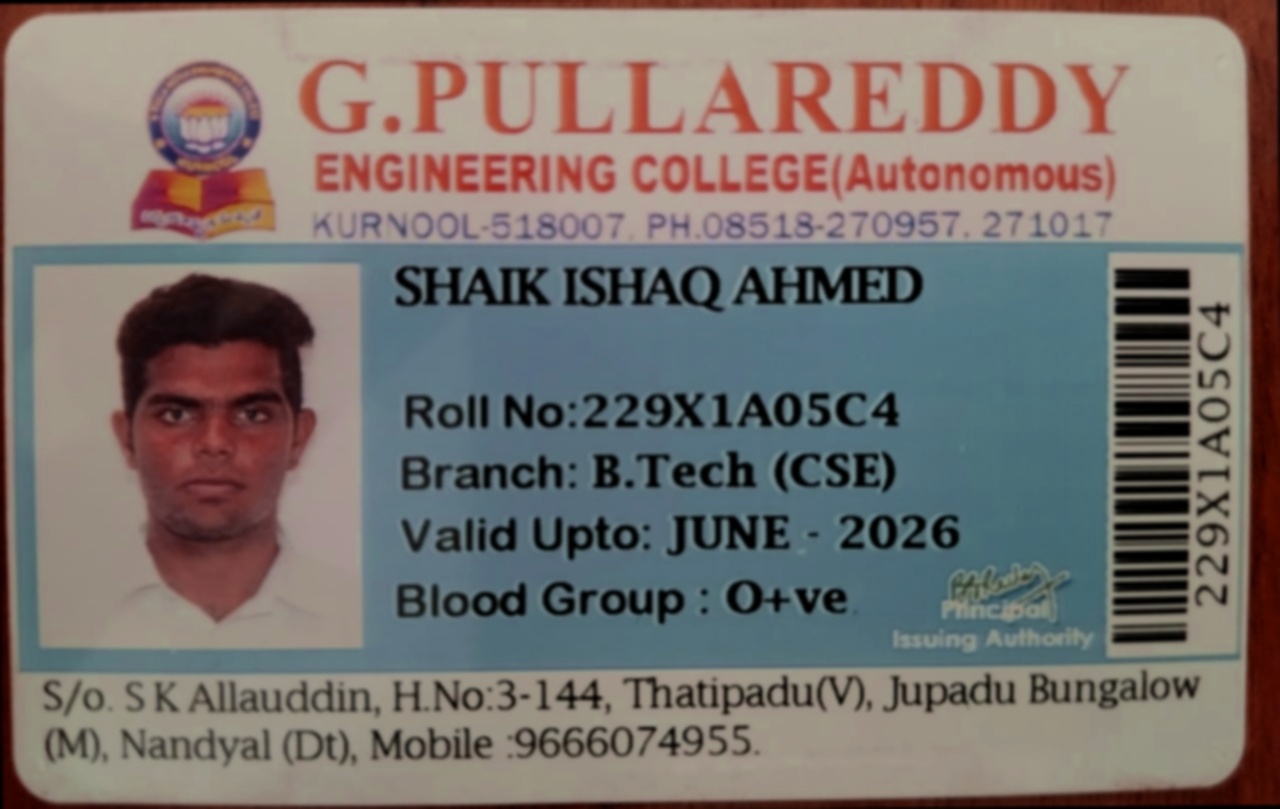 G.PULLAREDDY
ENGINEERING COLLEGE(Autonomous)
KURNOOL-518007, PH.08518-270957, 271017
SHAIK ISHAQ AHMED
Roll No:229X1A05C4
Branch: B.Tech (CSE)
Valid Upto: JUNE - 2026
Blood Group : O+ve
Principal
Issuing Authority
229X1A05C4
S/o. S K Allauddin, H.No:3-144, Thatipadu(V), Jupadu Bungalow
(M), Nandyal (Dt), Mobile :9666074955.